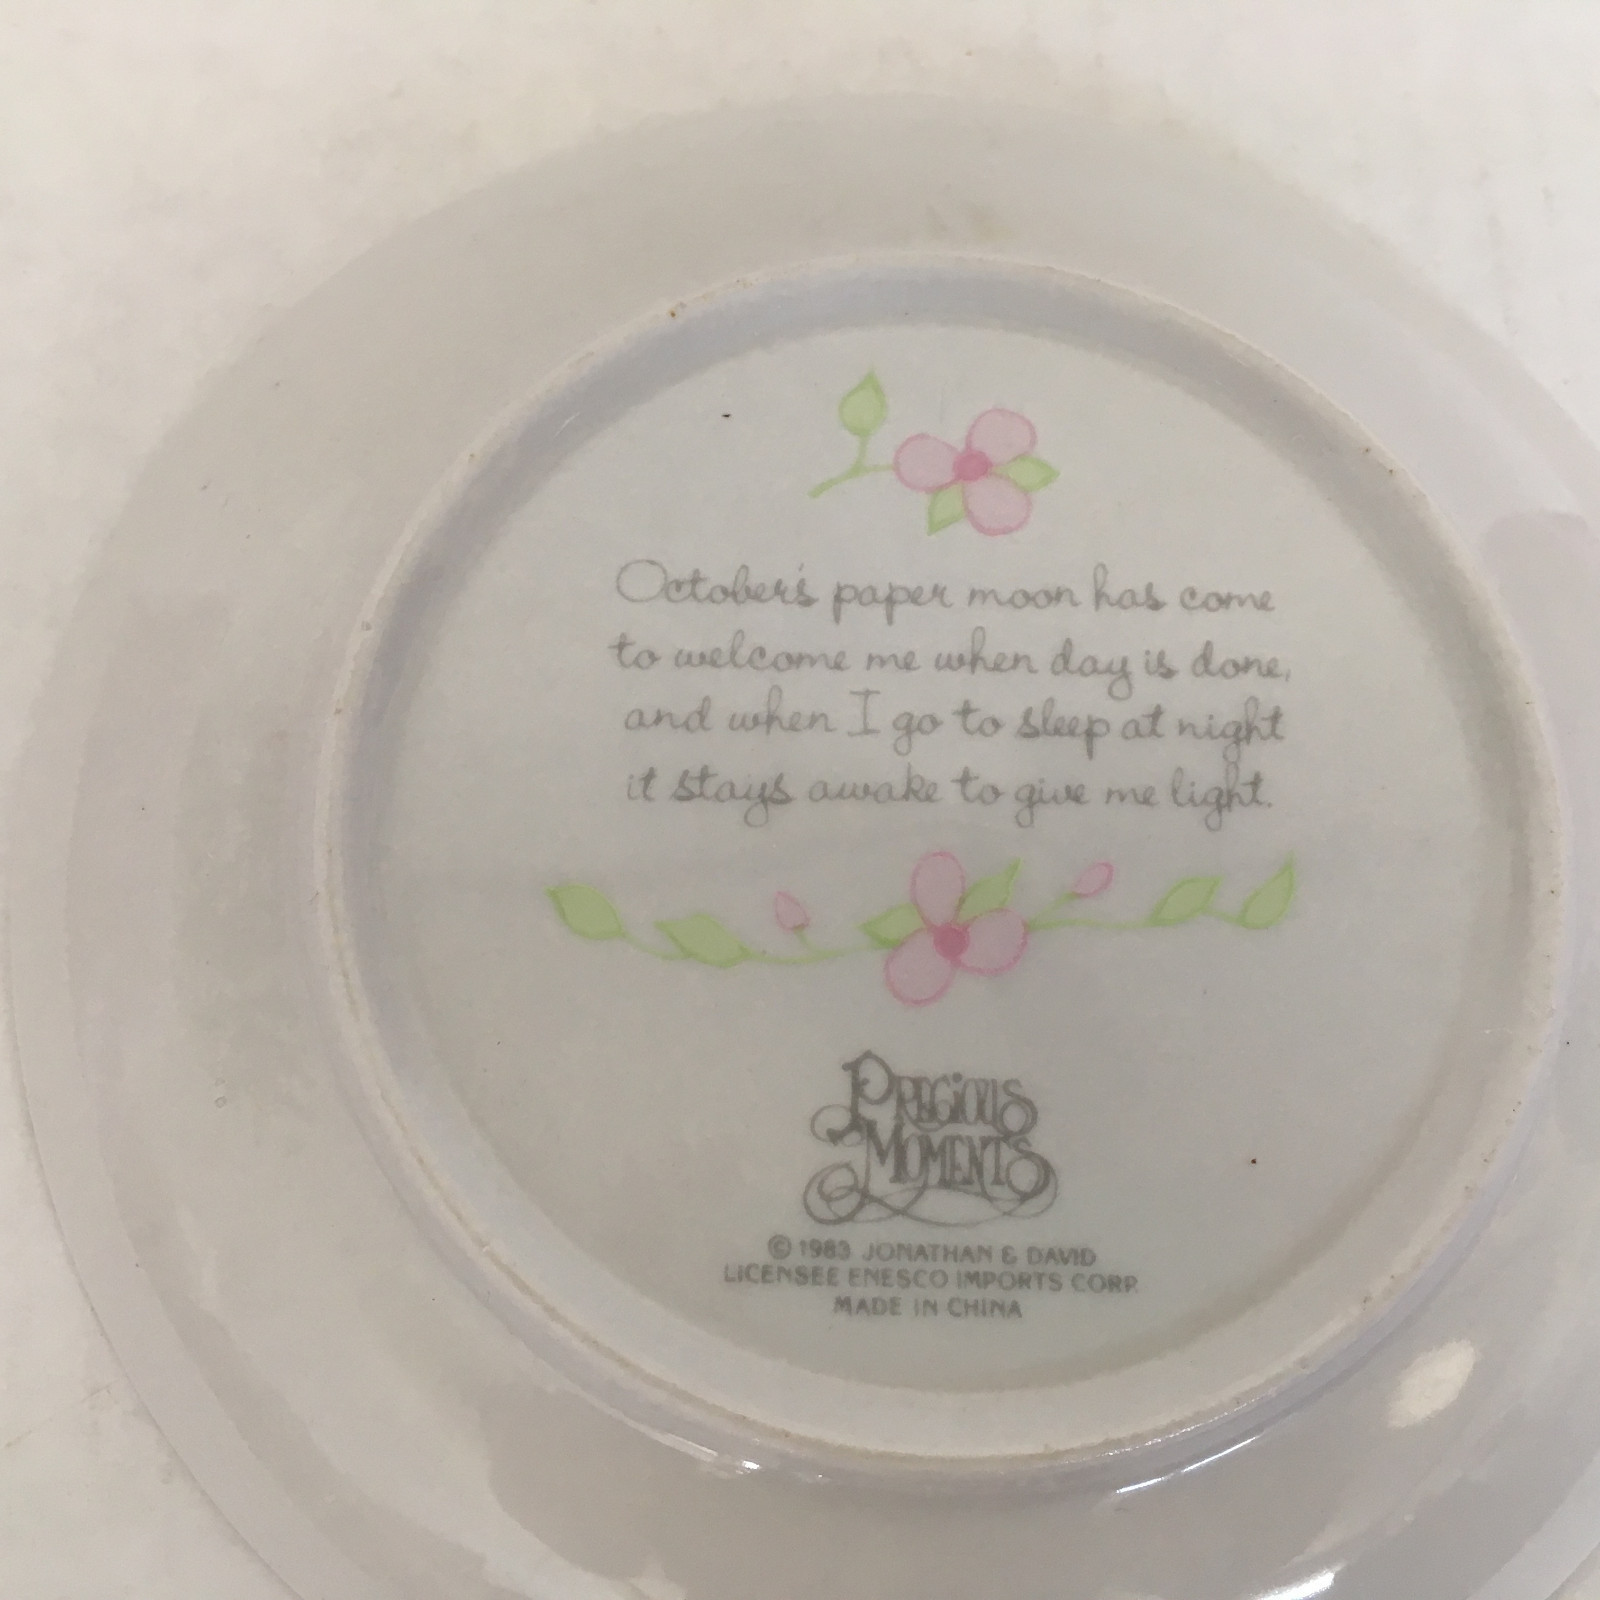 October's paper moon has come
to welcome me when day is done,
and when I go to sleep at night
it stays awake to give me light.
PRECIOUS
MOMENTS
© 1983 JONATHAN & DAVID
LICENSEE ENESCO IMPORTS CORP.
MADE IN CHINA